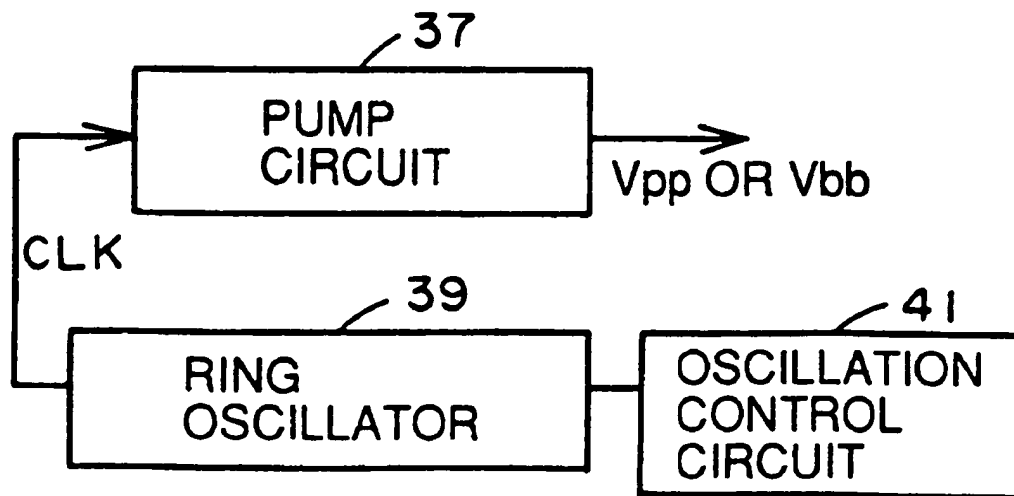 37
PUMP
CIRCUIT
Vpp OR Vbb
CLK
39
RING
OSCILLATOR
41
OSCILLATION
CONTROL
CIRCUIT